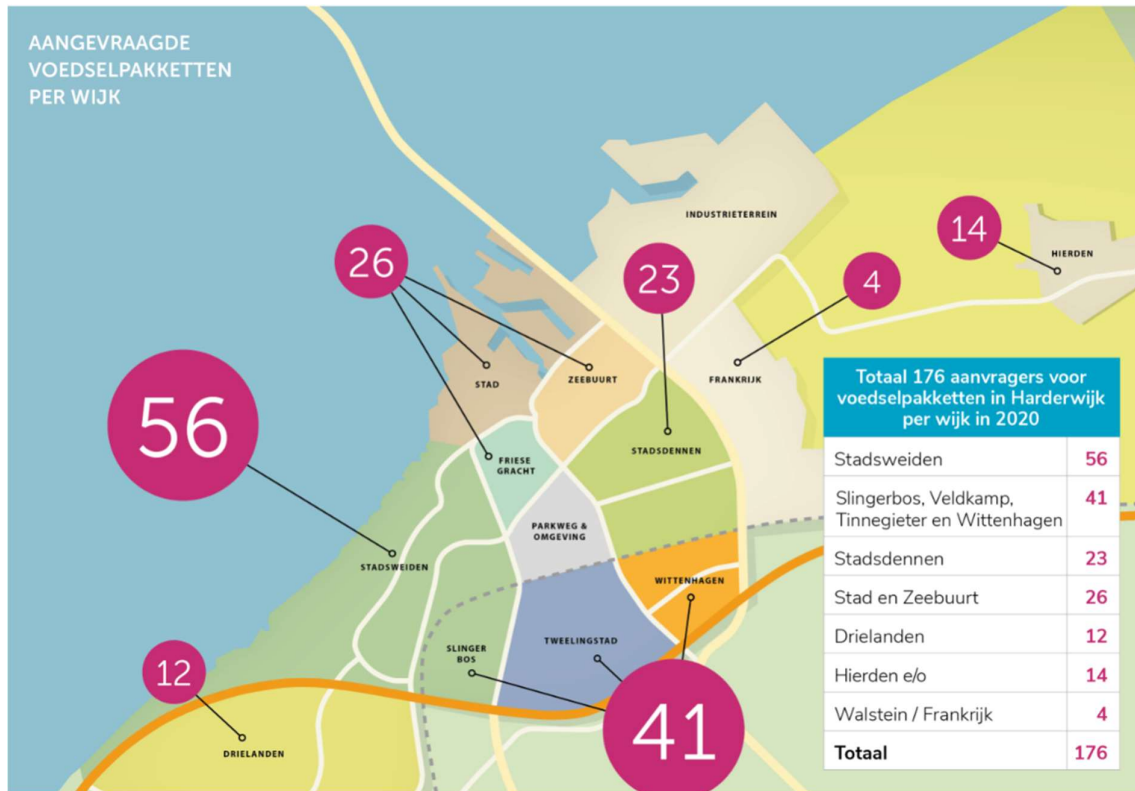 AANGEVRAAGDE
VOEDSELPAKKETTEN
PER WIJK
INDUSTRIETERREIN
14
HIERDEN
26
23
4
STAD
ZEEBUURT
FRANKRIJK
56
FRIESE
GRACHT
STADSDENNEN
PARKWEG &
OMGEVING
STADSWEIDEN
WITTENHAGEN
SLINGER
BOS
TWEELINGSTAD
12
41
DRIELANDEN
Totaal 176 aanvragers voor
voedselpakketten in Harderwijk
per wijk in 2020
Stadsweiden 56
Slingerbos, Veldkamp, 41
Tinnegieter en Wittenhagen
Stadsdennen 23
Stad en Zeebuurt 26
Drielanden 12
Hierden e/o 14
Walstein / Frankrijk 4
Totaal 176